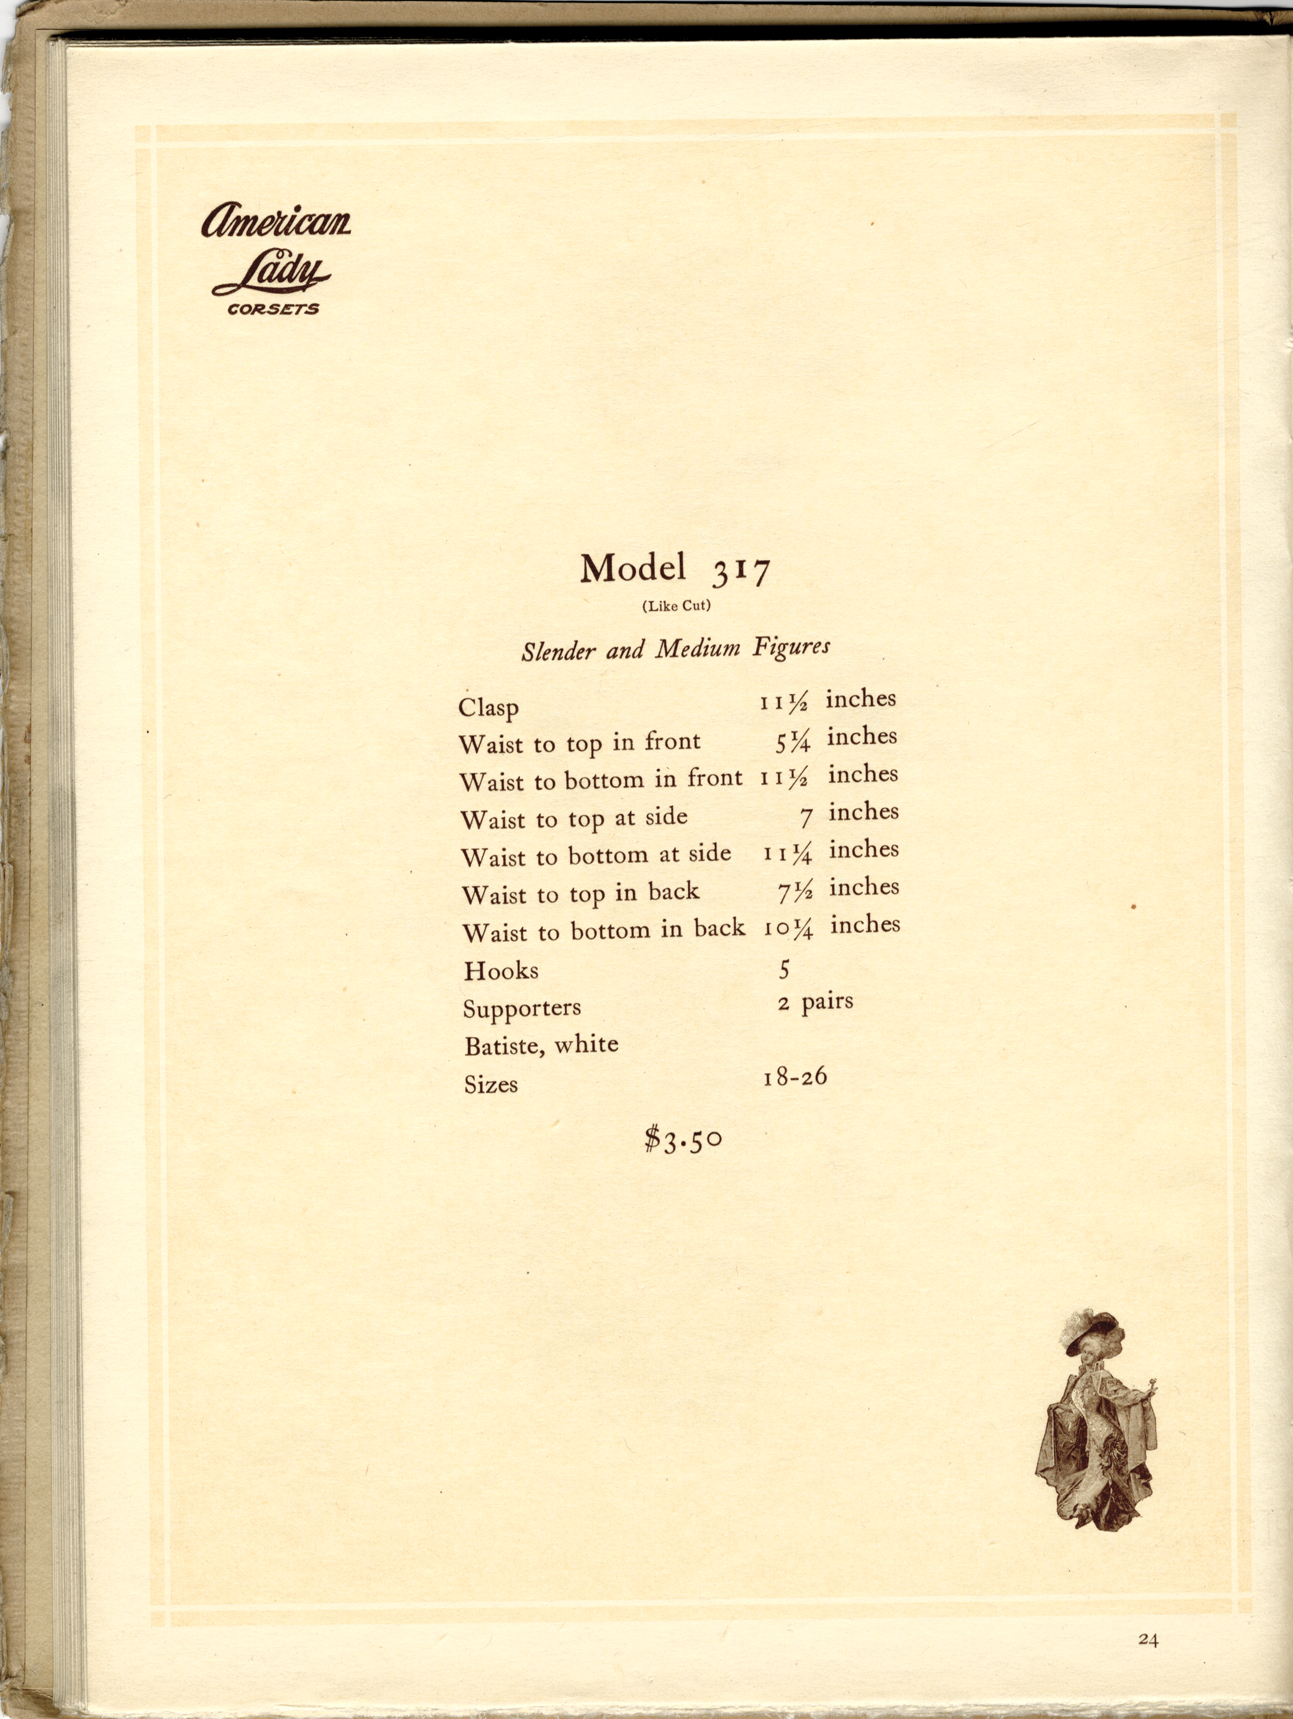 American
Lady
CORSETS
Model 317
(Like Cut)
Slender and Medium Figures
Clasp 11½ inches
Waist to top in front 5¼ inches
Waist to bottom in front 11½ inches
Waist to top at side 7 inches
Waist to bottom at side 11¼ inches
Waist to top in back 7½ inches
Waist to bottom in back 10¼ inches
Hooks 5
Supporters 2 pairs
Batiste, white
Sizes 18-26
$3.50
24